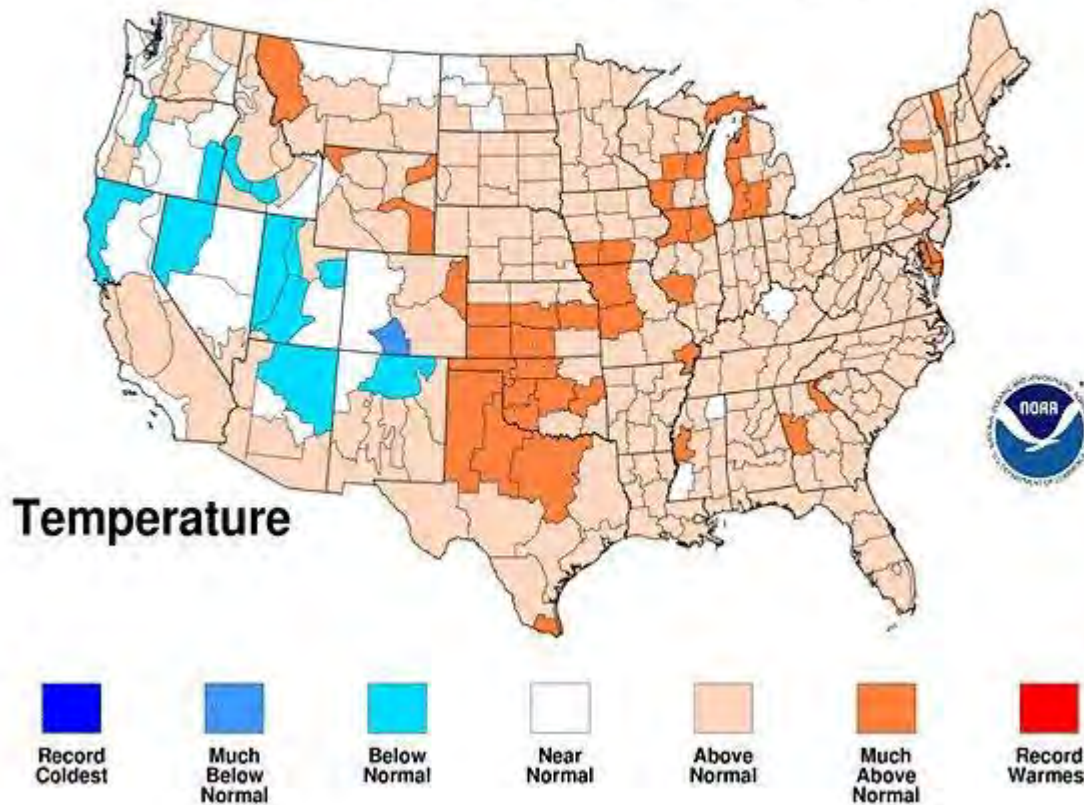 NOAA
Temperature
Record
Coldest
Much
Below
Normal
Below
Normal
Near
Normal
Above
Normal
Much
Above
Normal
Record
Warmes